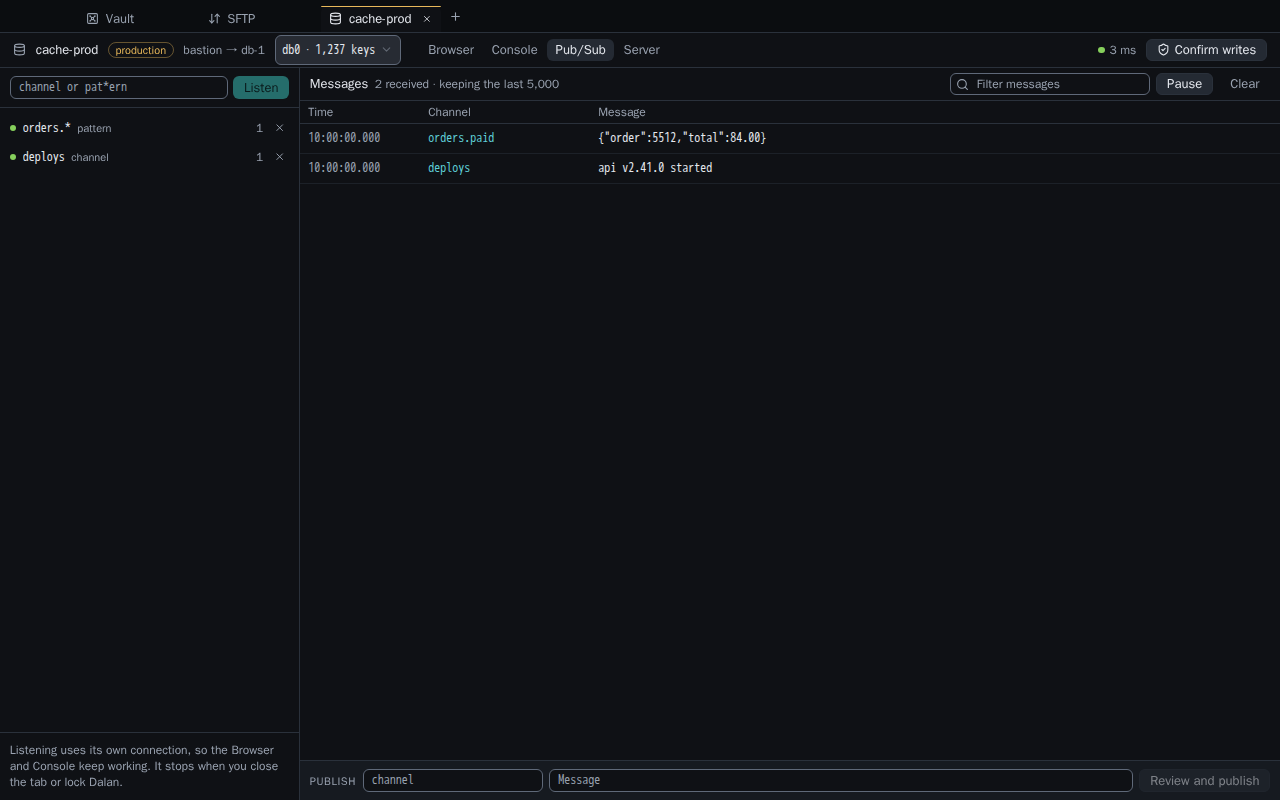 Vault SFTP cache-prod
cache-prod production bastion → db-1 db0 · 1,237 keys Browser Console Pub/Sub Server 3 ms Confirm writes
channel or pat*ern Listen
Messages 2 received · keeping the last 5,000 Filter messages Pause Clear
Time Channel Message
orders.* pattern 1
deploys channel 1
10:00:00.000 orders.paid {"order":5512,"total":84.00}
10:00:00.000 deploys api v2.41.0 started
Listening uses its own connection, so the Browser
and Console keep working. It stops when you close
the tab or lock Dalan.
PUBLISH channel Message Review and publish